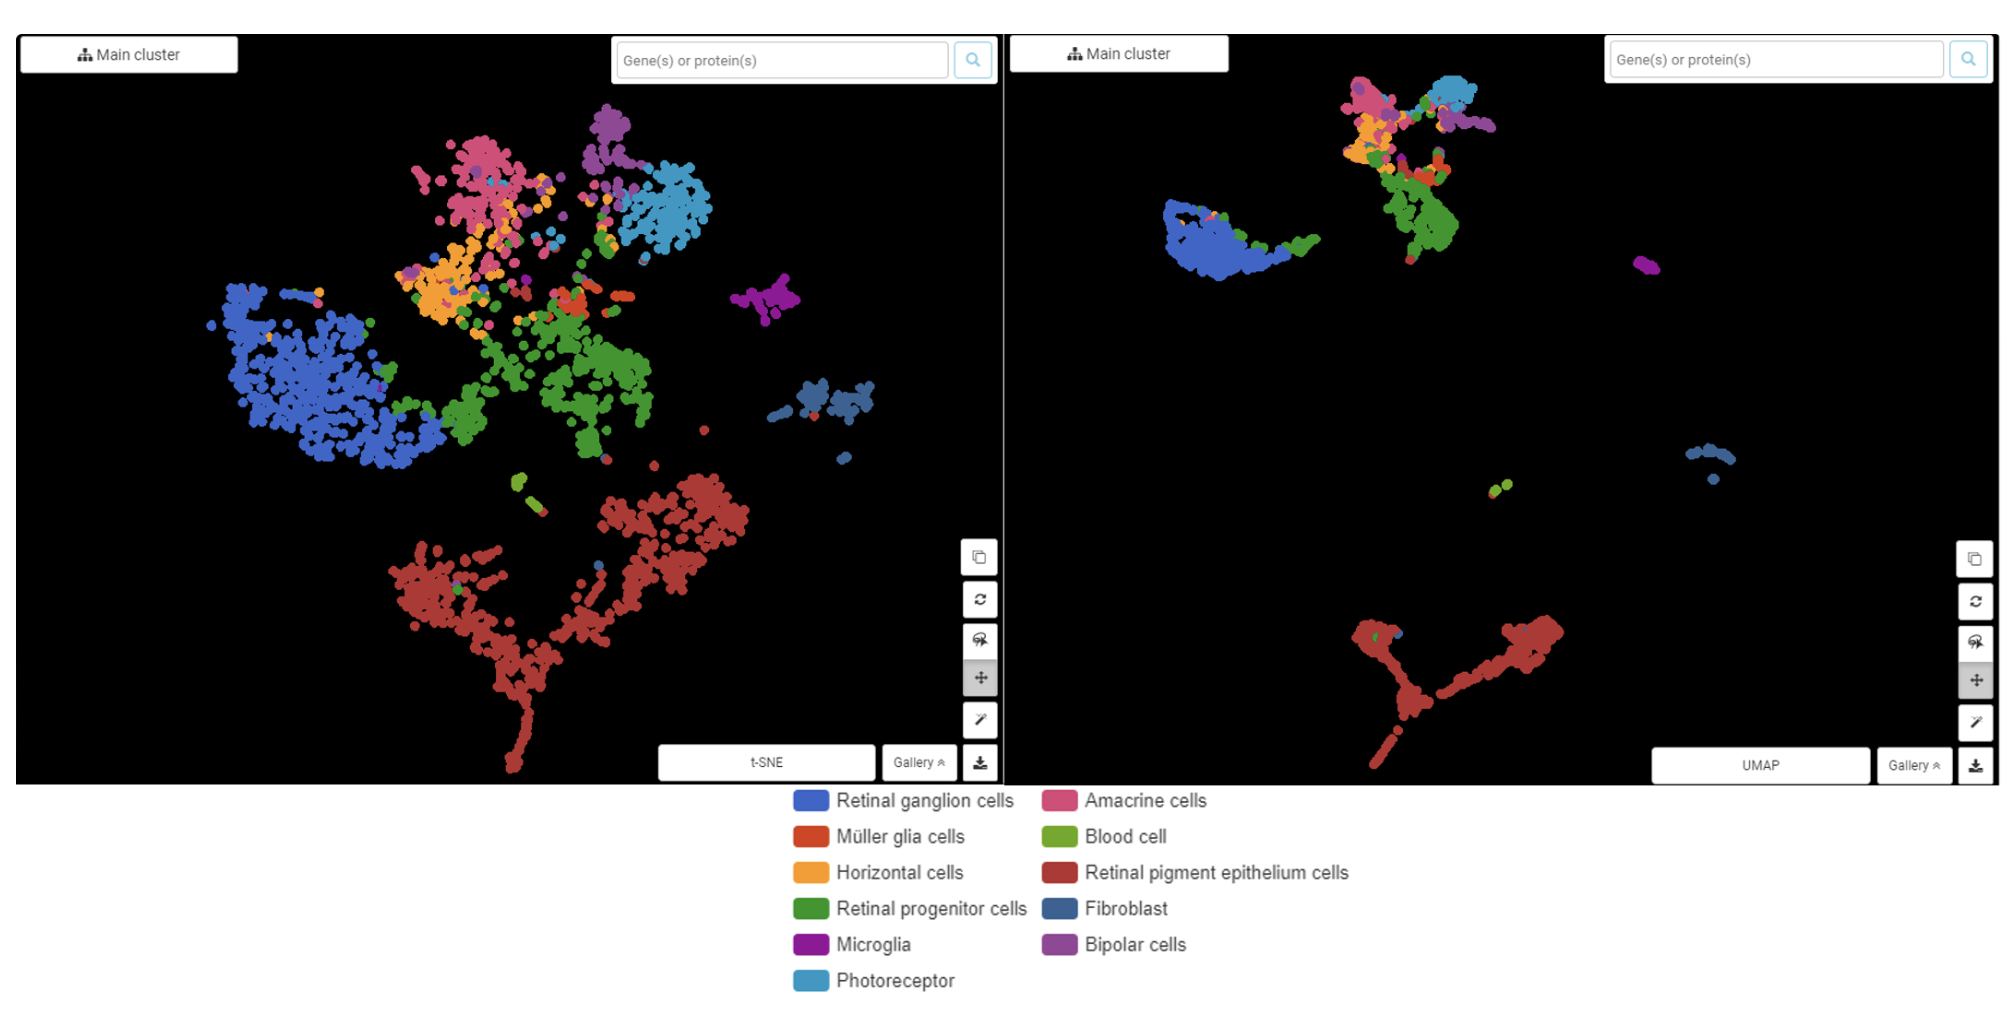 Main cluster
Gene(s) or protein(s)
Main cluster
Gene(s) or protein(s)
t-SNE
Gallery
UMAP
Gallery
Retinal ganglion cells
Amacrine cells
Müller glia cells
Blood cell
Horizontal cells
Retinal pigment epithelium cells
Retinal progenitor cells
Fibroblast
Microglia
Bipolar cells
Photoreceptor